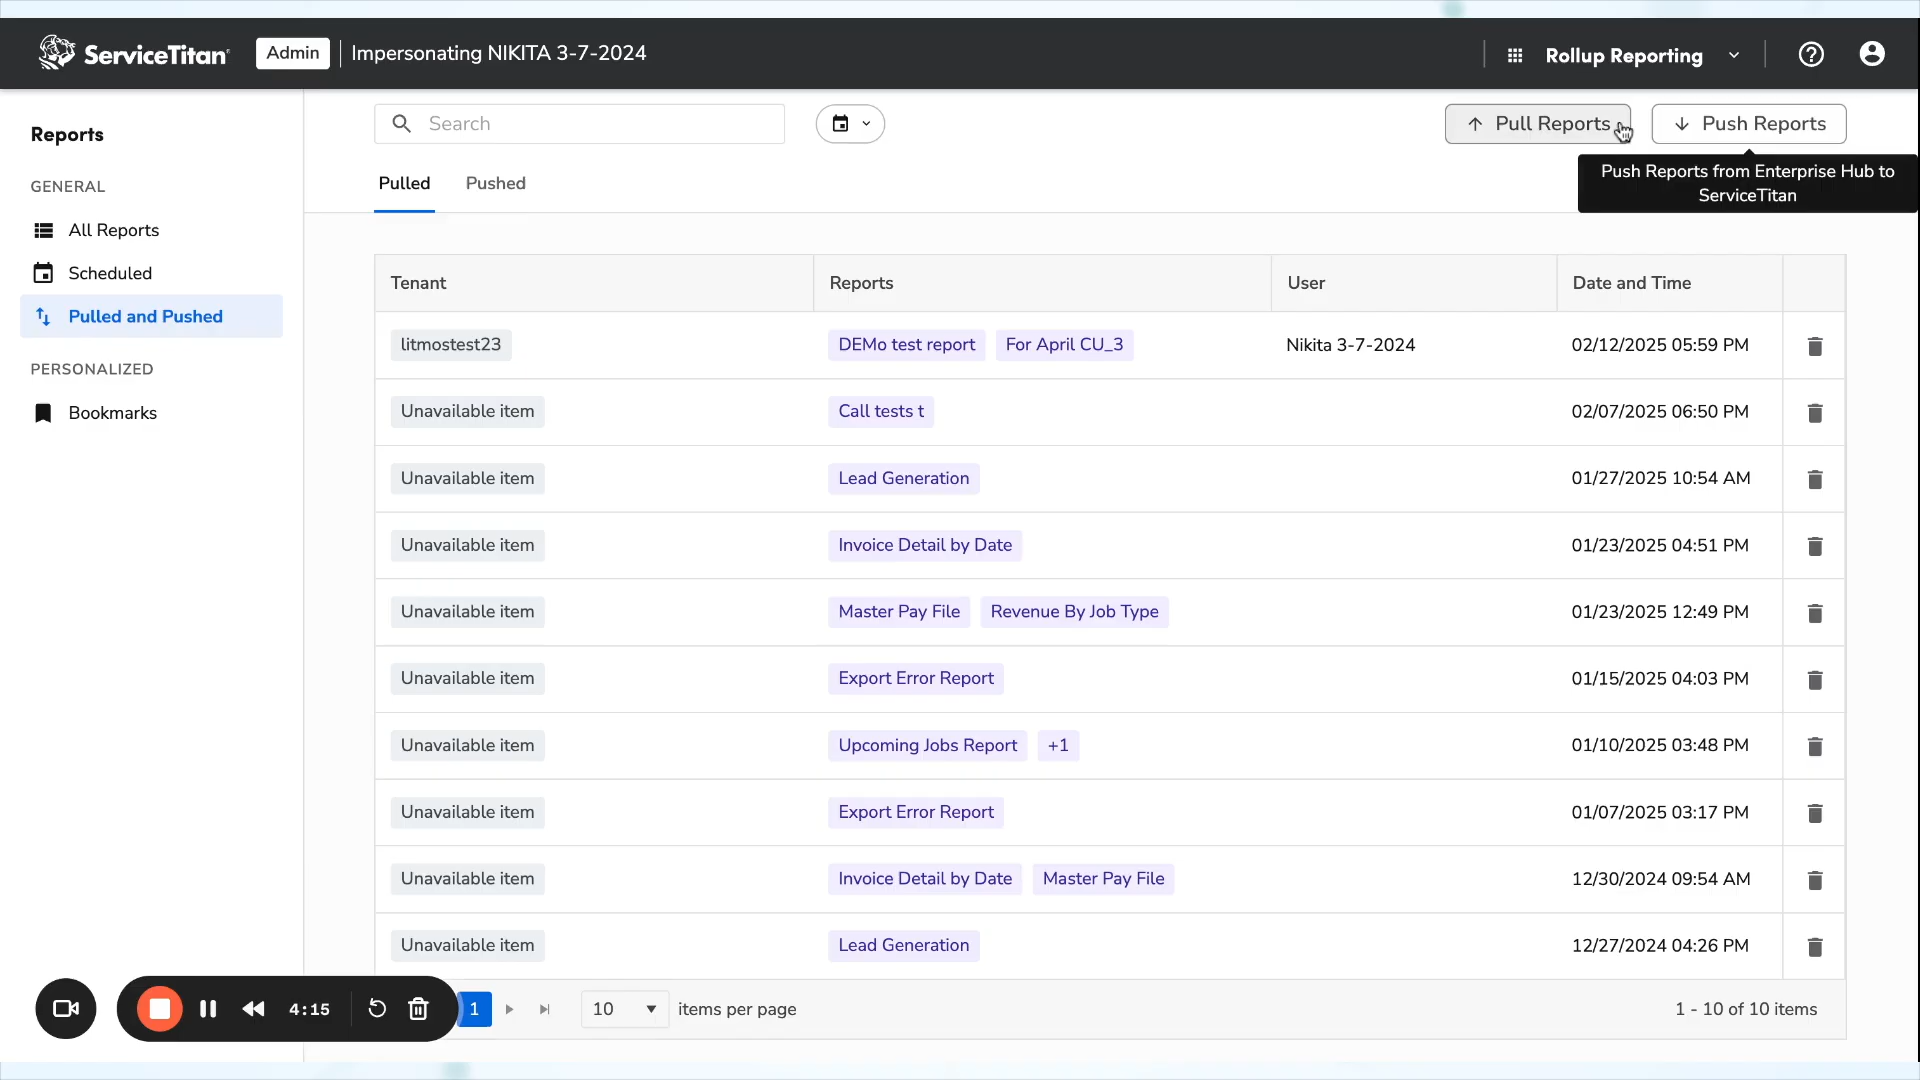 ServiceTitan Admin Impersonating NIKITA 3-7-2024 Rollup Reporting
Reports
GENERAL
All Reports
Scheduled
Pulled and Pushed
PERSONALIZED
Bookmarks
Search
Pull Reports Push Reports
Push Reports from Enterprise Hub to
ServiceTitan
Pulled Pushed
Tenant Reports User Date and Time
litmostest23 DEMo test report For April CU_3 Nikita 3-7-2024 02/12/2025 05:59 PM
Unavailable item Call tests t 02/07/2025 06:50 PM
Unavailable item Lead Generation 01/27/2025 10:54 AM
Unavailable item Invoice Detail by Date 01/23/2025 04:51 PM
Unavailable item Master Pay File Revenue By Job Type 01/23/2025 12:49 PM
Unavailable item Export Error Report 01/15/2025 04:03 PM
Unavailable item Upcoming Jobs Report +1 01/10/2025 03:48 PM
Unavailable item Export Error Report 01/07/2025 03:17 PM
Unavailable item Invoice Detail by Date Master Pay File 12/30/2024 09:54 AM
Unavailable item Lead Generation 12/27/2024 04:26 PM
4:15 1 10 items per page 1 - 10 of 10 items